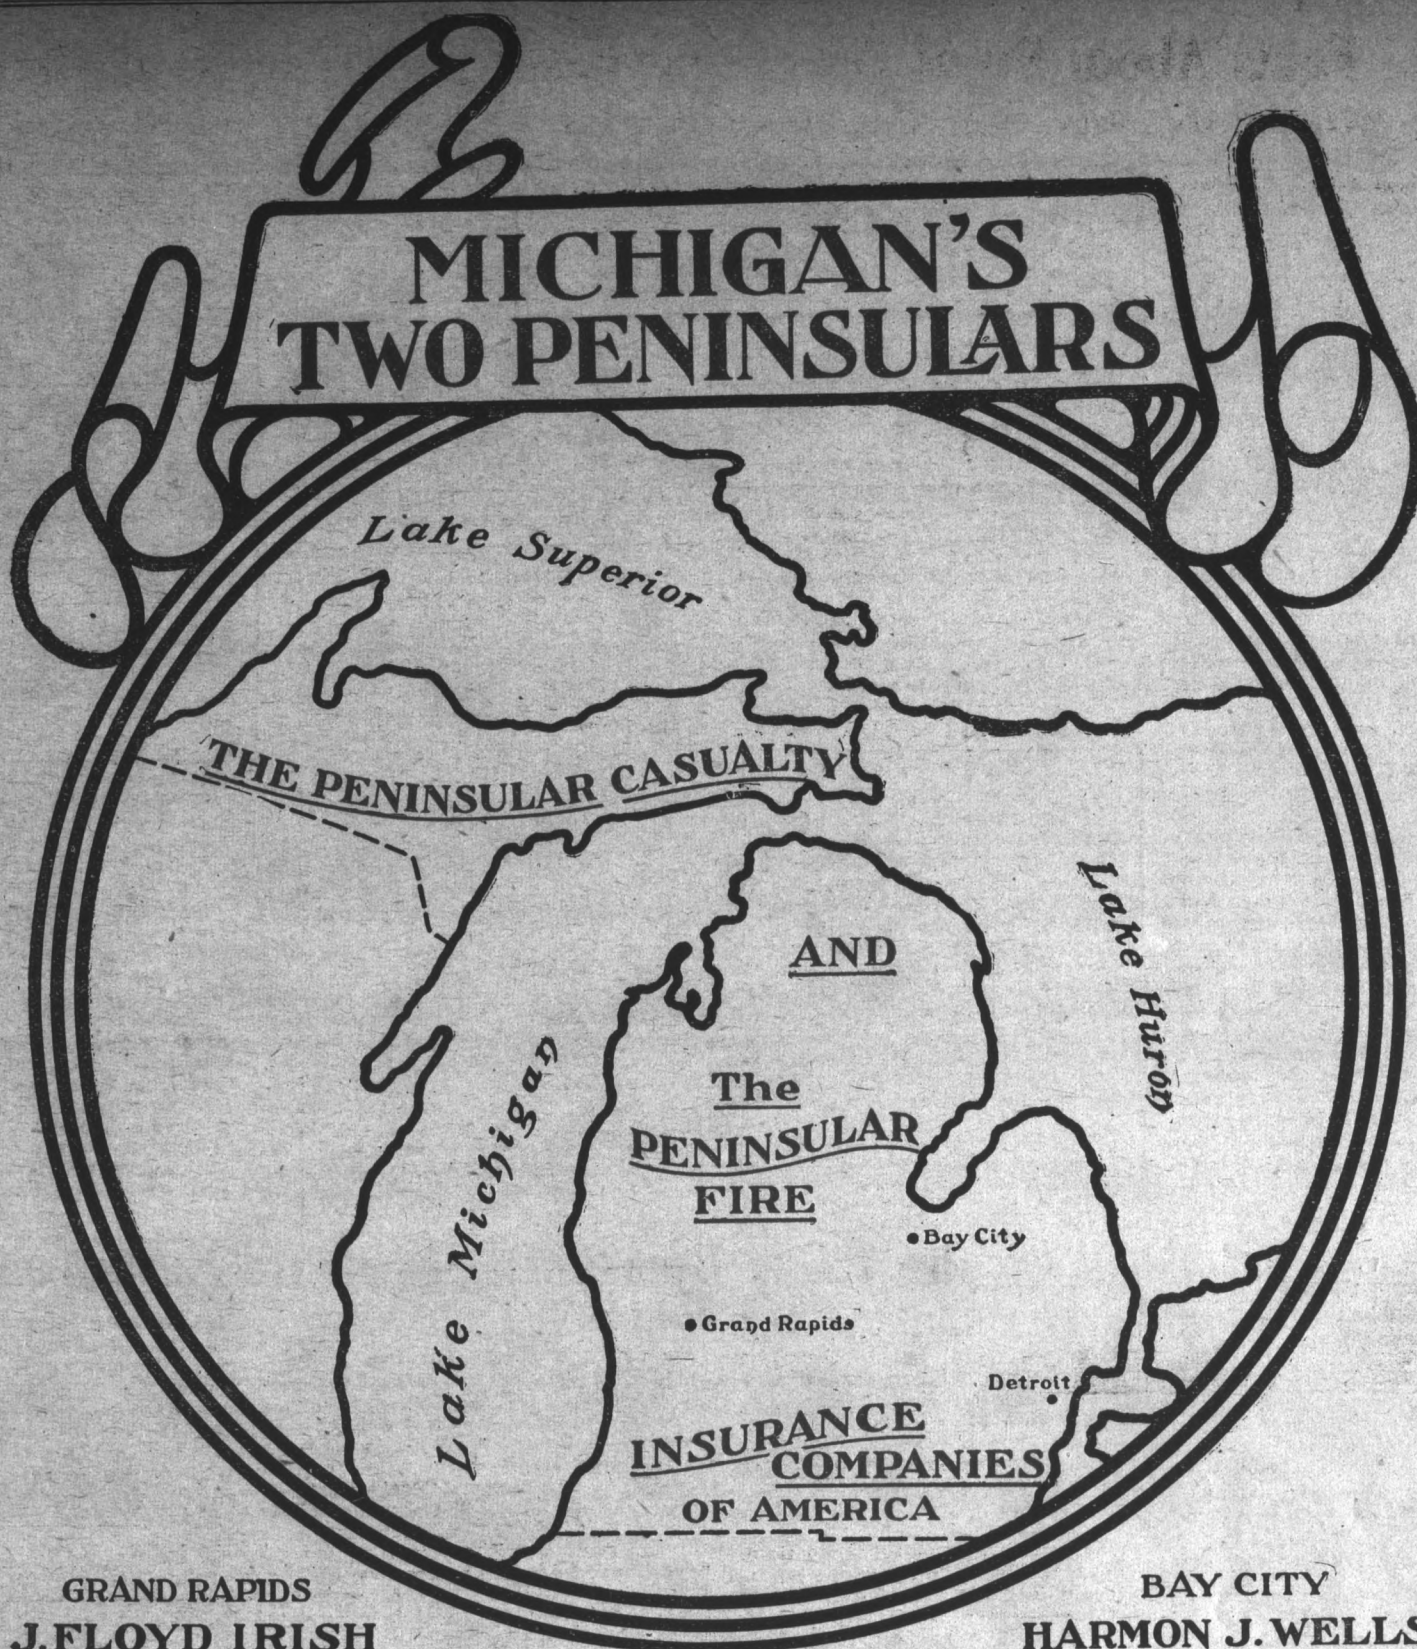 MICHIGAN'S
TWO PENINSULARS
Lake Superior
THE PENINSULAR CASUALTY
AND
Lake Huron
The
PENINSULAR
FIRE
Lake Michigan
Bay City
Grand Rapids
Detroit
INSURANCE
COMPANIES
OF AMERICA
GRAND RAPIDS
J. FLOYD IRISH
BAY CITY
HARMON J. WELLS